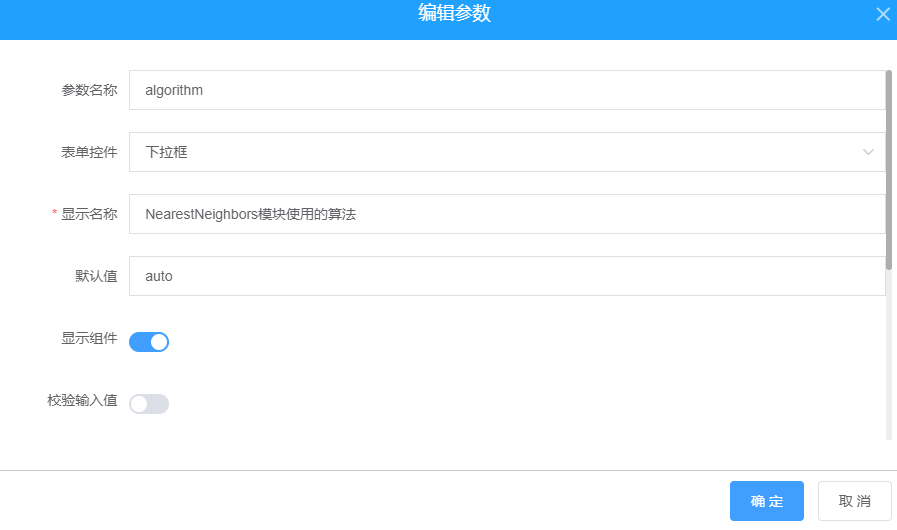 编辑参数
参数名称 algorithm
表单控件 下拉框
* 显示名称 NearestNeighbors模块使用的算法
默认值 auto
显示组件
校验输入值
确 定 取 消